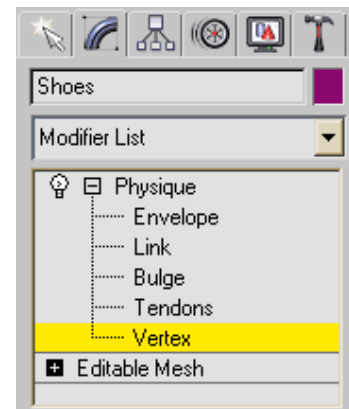 Shoes
Modifier List
Physique
Envelope
Link
Bulge
Tendons
Vertex
Editable Mesh